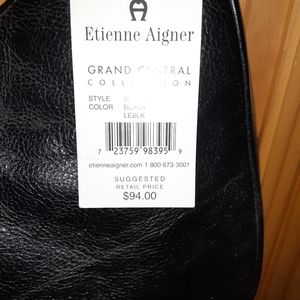 Etienne Aigner
GRAND CENTRAL
COLLECTION
STYLE
COLOR BLACK
LEBLK
7 23759 98395 9
etienneaigner.com 1 800 673 3001
SUGGESTED
RETAIL PRICE
$94.00